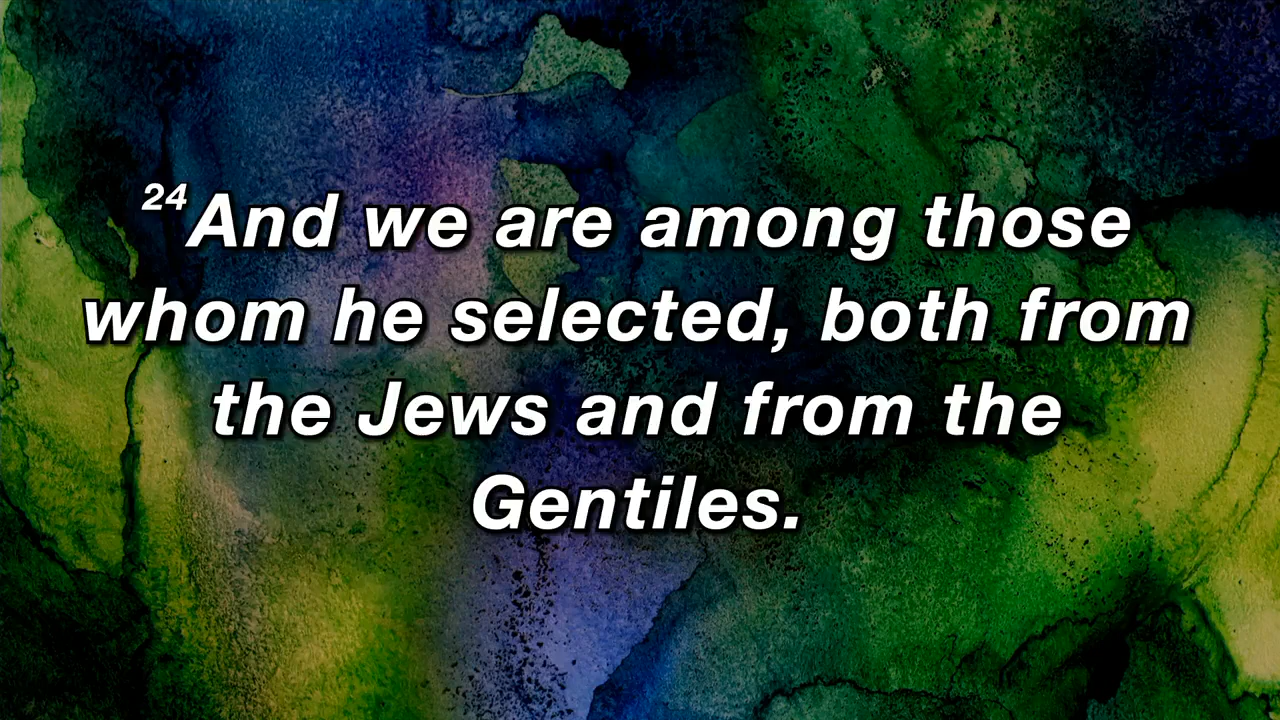 24And we are among those
whom he selected, both from
the Jews and from the
Gentiles.